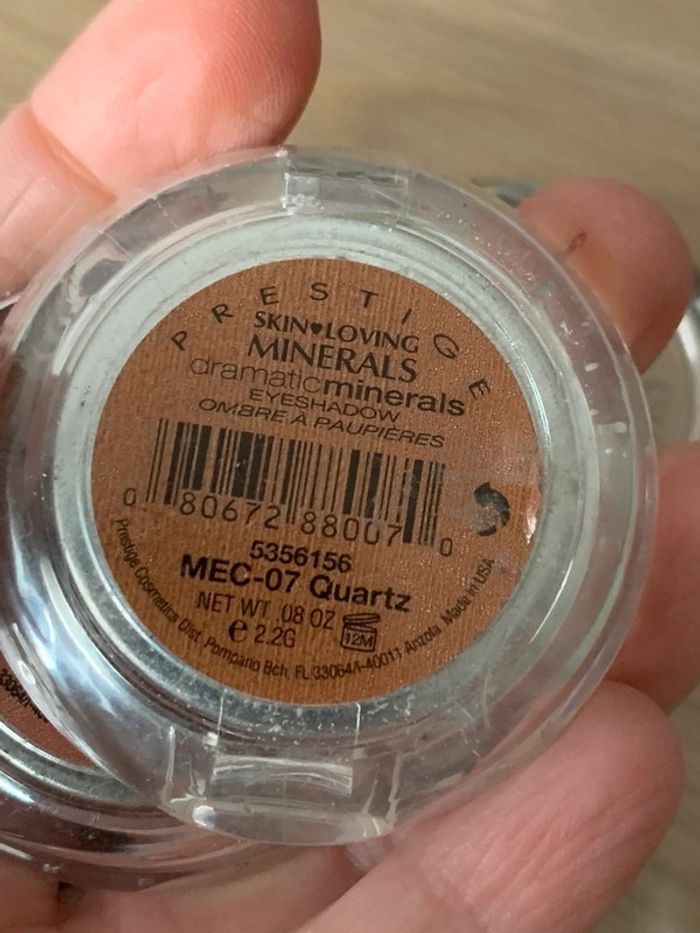 PRESTIGE
SKIN♥LOVING
MINERALS
dramaticminerals
EYESHADOW
OMBRE À PAUPIÈRES
0 80672 88007 0
5356156
MEC-07 Quartz
NET WT .08 OZ
e 2.2G
12M
Prestige Cosmetics Dist. Pompano Bch, FL 33064/I-40011 Anzola. Made in USA